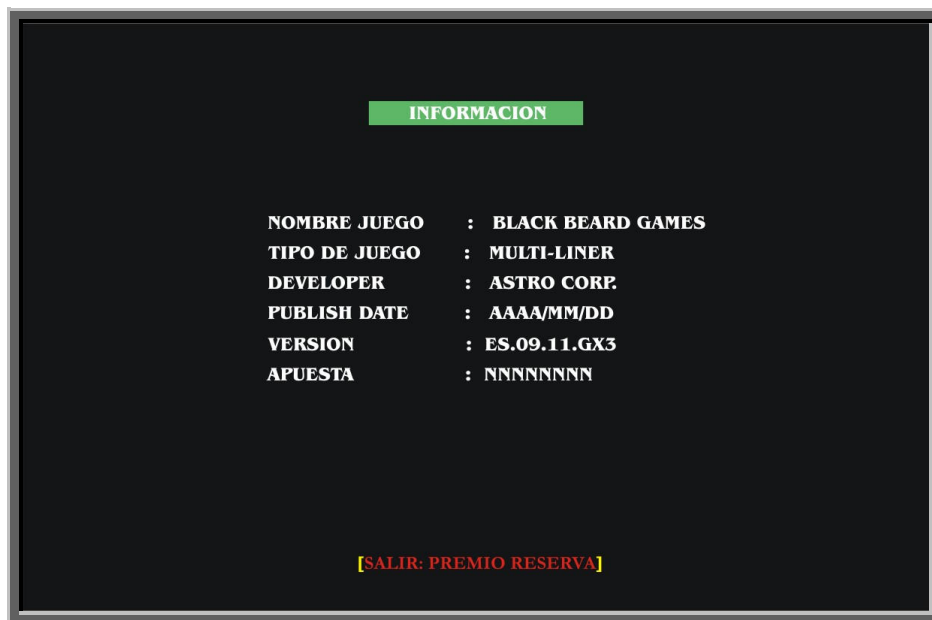 INFORMACION
NOMBRE JUEGO : BLACK BEARD GAMES
TIPO DE JUEGO : MULTI-LINER
DEVELOPER : ASTRO CORP.
PUBLISH DATE : AAAA/MM/DD
VERSION : ES.09.11.GX3
APUESTA : NNNNNNNN
[SALIR: PREMIO RESERVA]